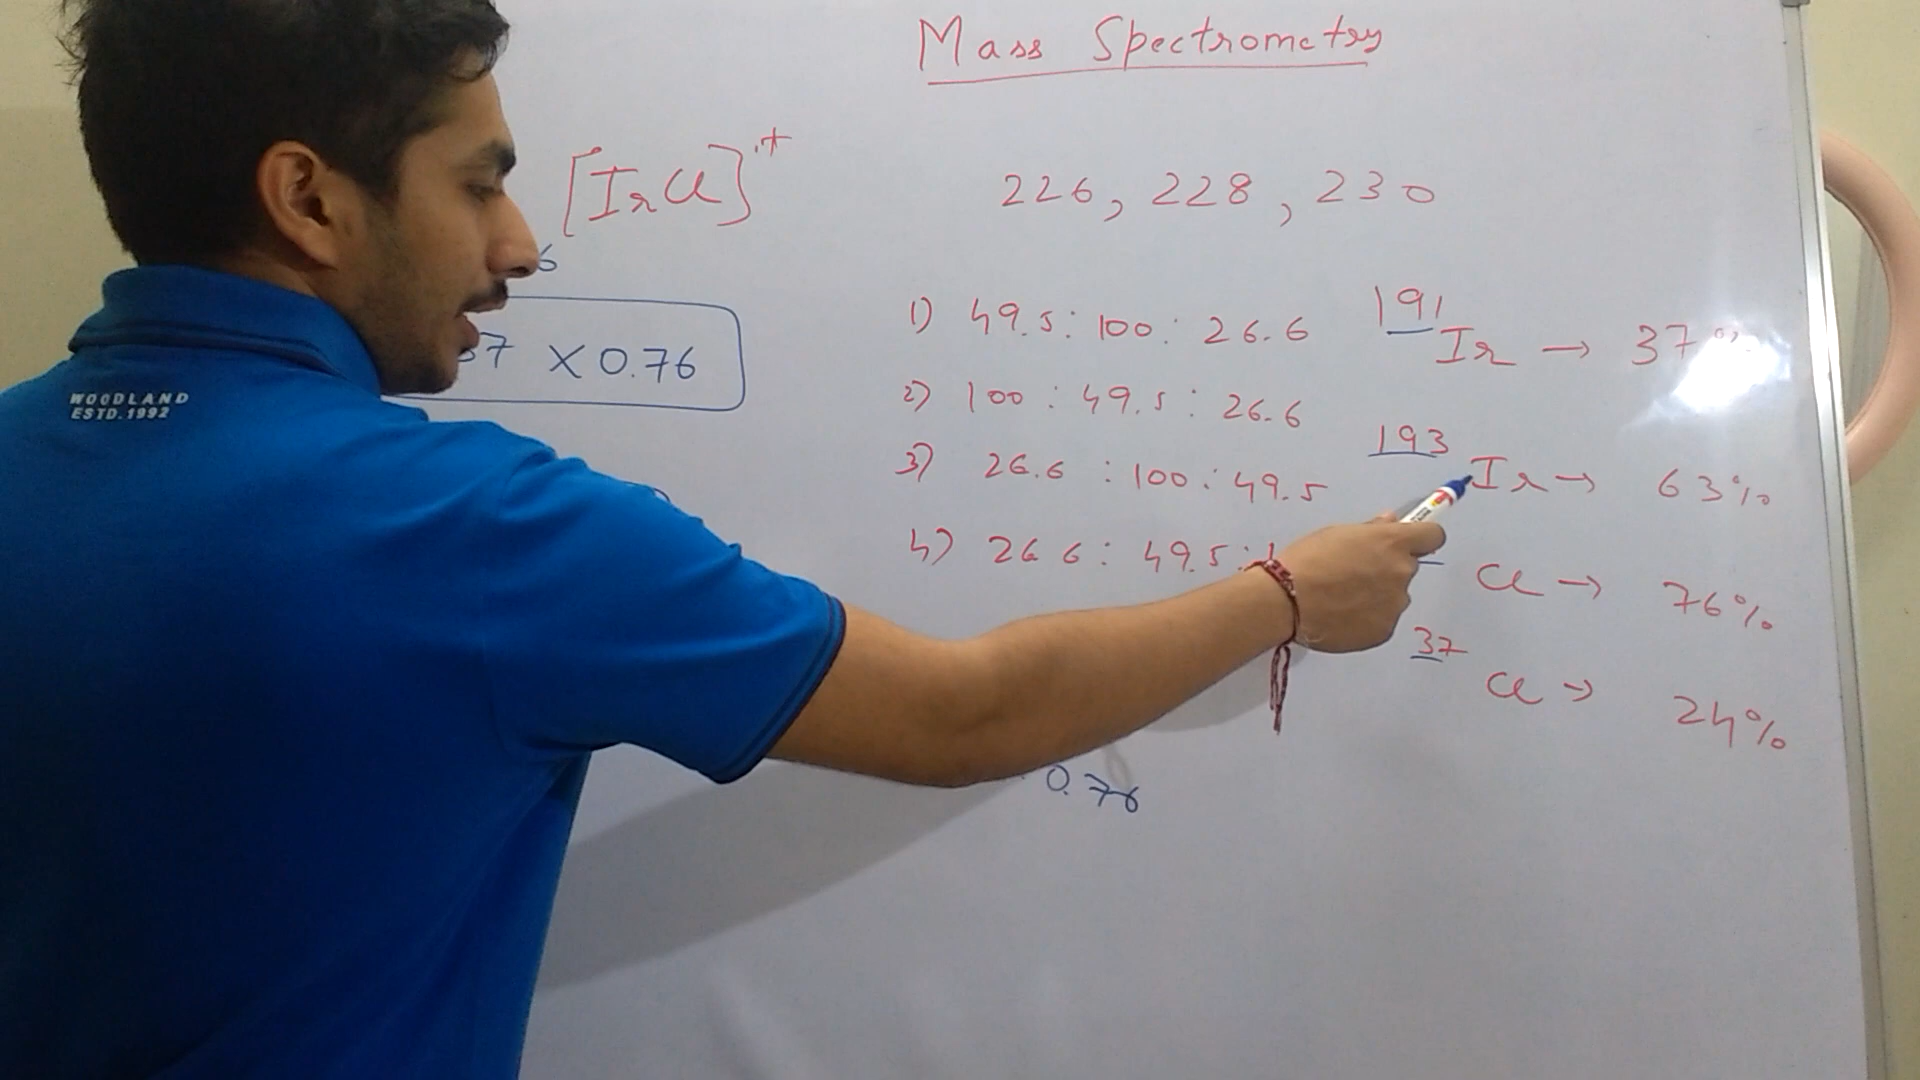 Mass Spectrometry
[IrCl]⁺
226, 228, 230
6
1) 49.5 : 100 : 26.6
191 Ir → 37%
37 × 0.76
2) 100 : 49.5 : 26.6
WOODLAND
ESTD.1992
193 Ir → 63%
3) 26.6 : 100 : 49.5
4) 26.6 : 49.5 :
Cl → 76%
37 Cl → 24%
0.76